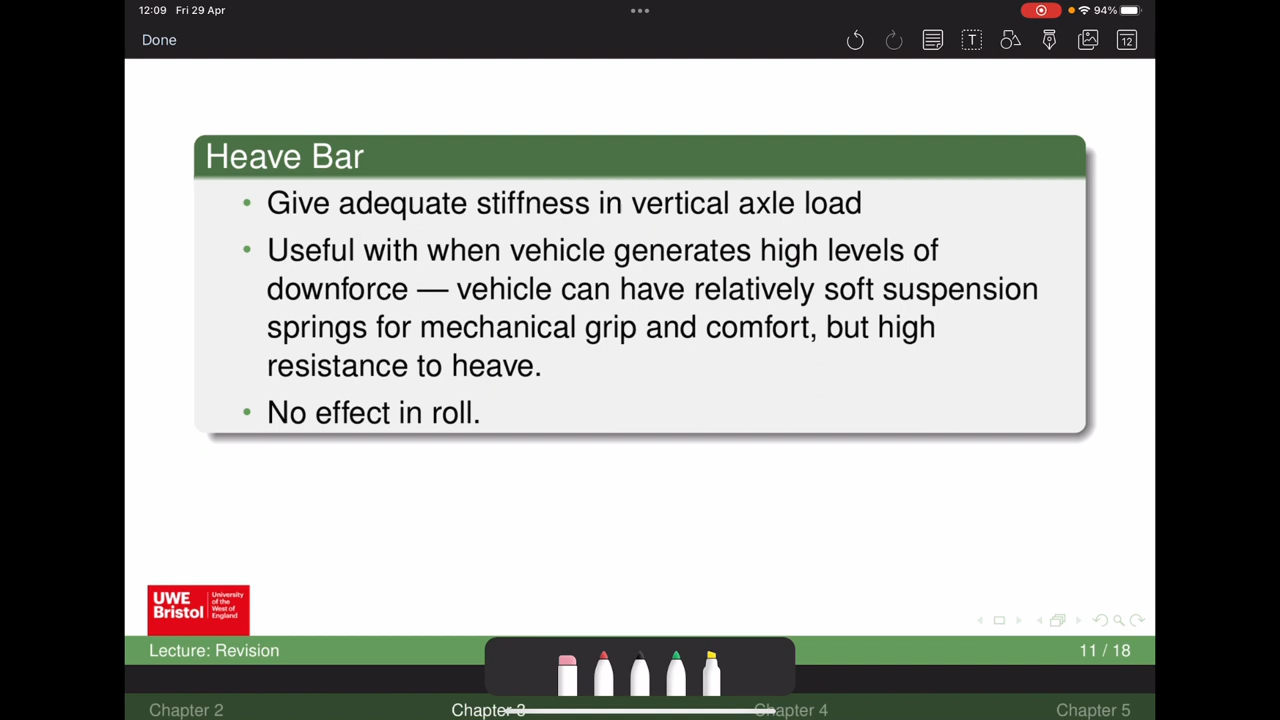 12:09 Fri 29 Apr
94%
Done
T
12
Heave Bar
• Give adequate stiffness in vertical axle load
• Useful with when vehicle generates high levels of
downforce — vehicle can have relatively soft suspension
springs for mechanical grip and comfort, but high
resistance to heave.
• No effect in roll.
UWE
Bristol
University
of the
West of
England
Lecture: Revision
11 / 18
Chapter 2
Chapter 3
Chapter 4
Chapter 5